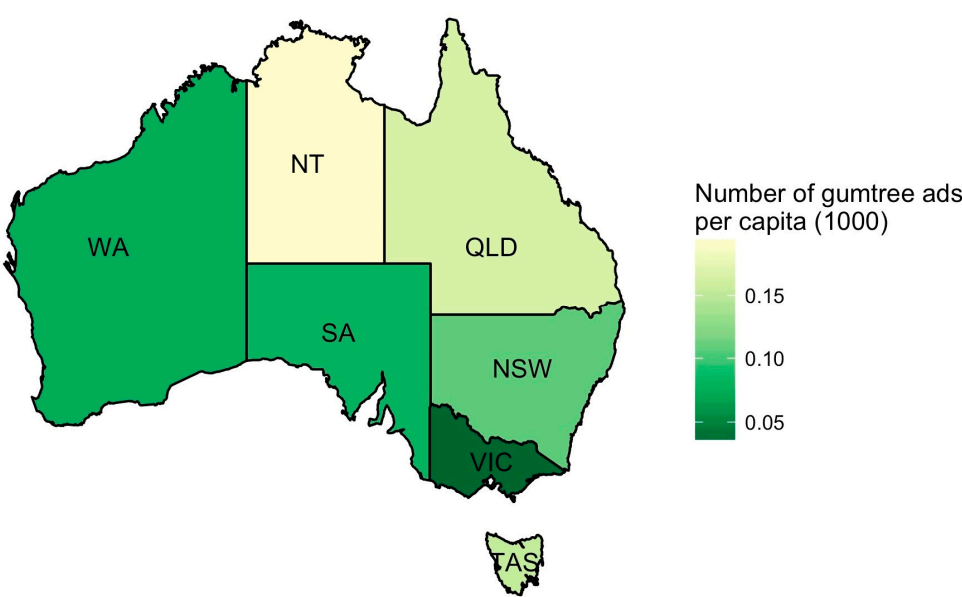 NT
WA
QLD
SA
NSW
VIC
TAS
Number of gumtree ads
per capita (1000)
0.15
0.10
0.05